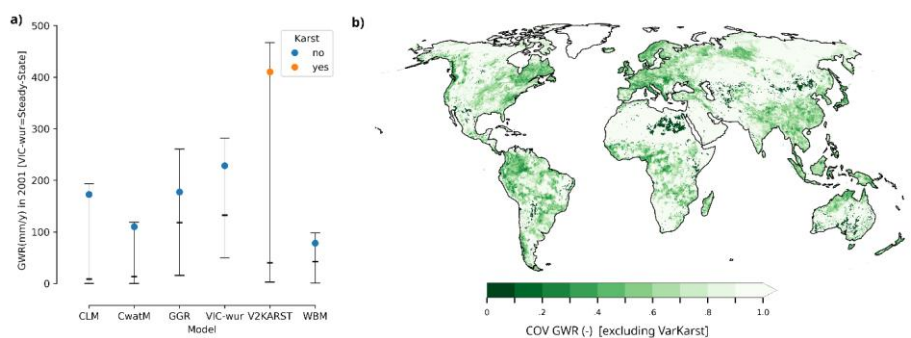 a)
b)
GWR(mm/y) in 2001 [VIC-wur=Steady-State]
500
400
300
200
100
0
Karst
no
yes
CLM CwatM GGR VIC-wur V2KARST WBM
Model
0 .2 .4 .6 .8 1.0
COV GWR (-) [excluding VarKarst]